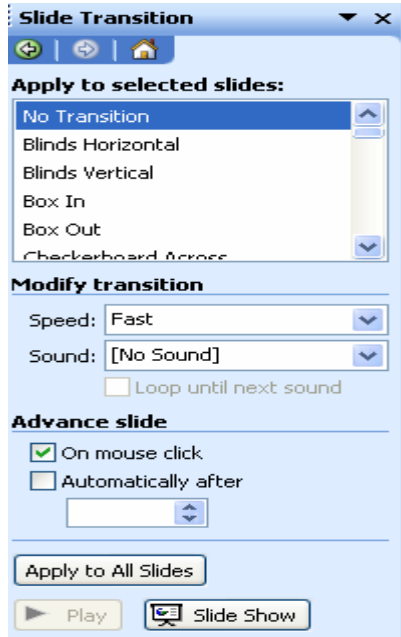 Slide Transition
Apply to selected slides:
No Transition
Blinds Horizontal
Blinds Vertical
Box In
Box Out
Checkerboard Across
Modify transition
Speed: Fast
Sound: [No Sound]
Loop until next sound
Advance slide
On mouse click
Automatically after
Apply to All Slides
Play Slide Show